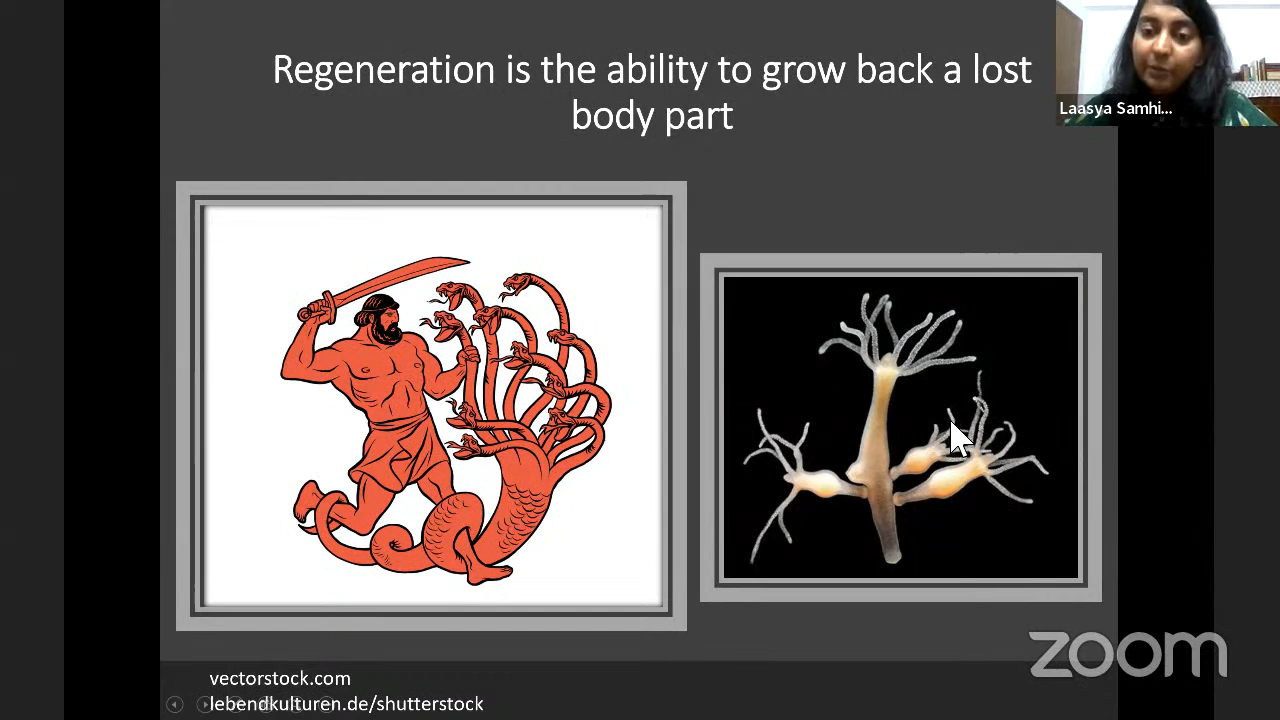 Regeneration is the ability to grow back a lost
body part
Laasya Samhi...
vectorstock.com
lebendkulturen.de/shutterstock
zoom